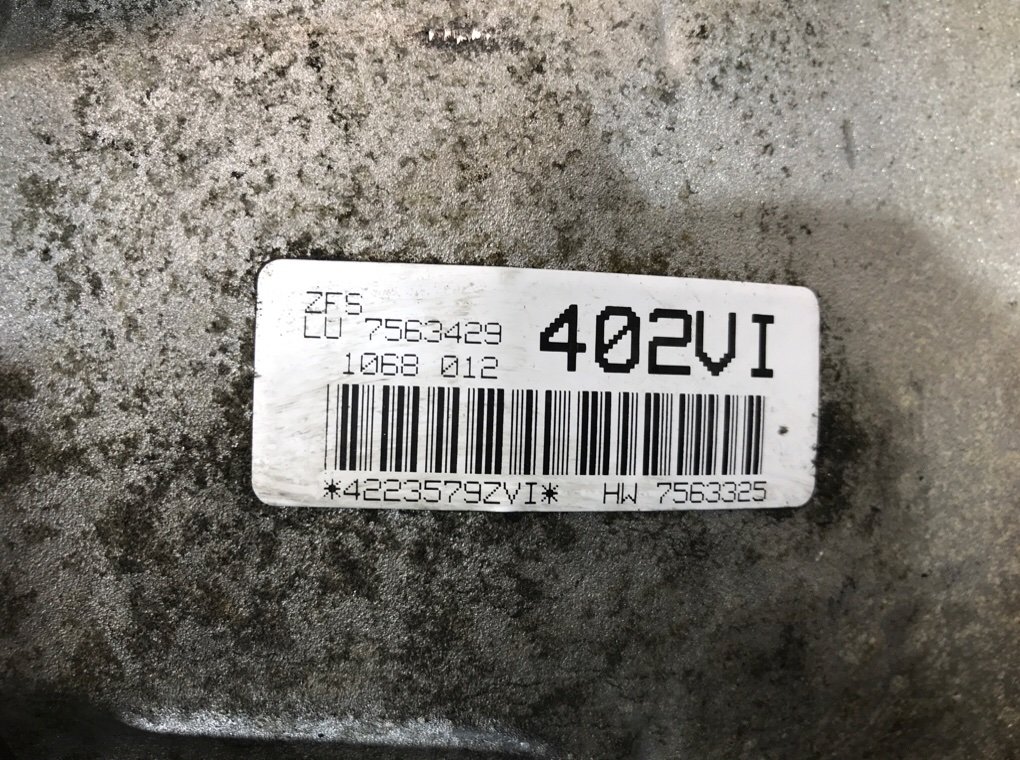 ZFS
LU 7563429
1068 012
402VI
*4223579ZVI* HW 7563325